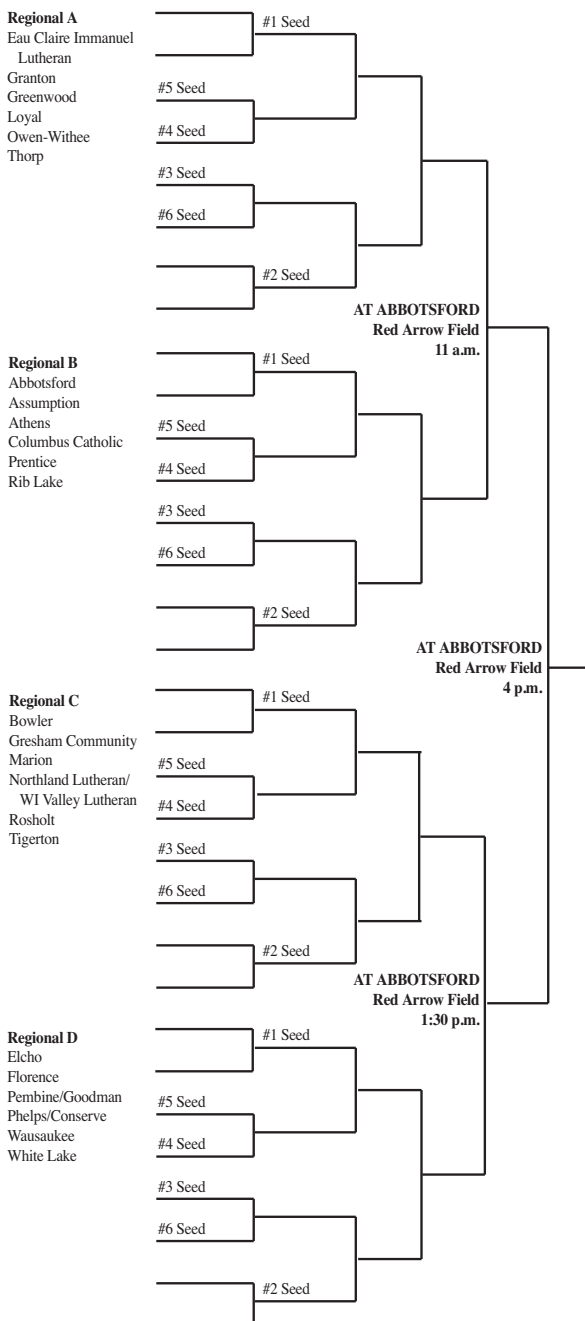 Regional A
Eau Claire Immanuel
Lutheran
Granton
Greenwood
Loyal
Owen-Withee
Thorp
#1 Seed
#5 Seed
#4 Seed
#3 Seed
#6 Seed
#2 Seed
AT ABBOTSFORD
Red Arrow Field
11 a.m.
Regional B
Abbotsford
Assumption
Athens
Columbus Catholic
Prentice
Rib Lake
#1 Seed
#5 Seed
#4 Seed
#3 Seed
#6 Seed
#2 Seed
AT ABBOTSFORD
Red Arrow Field
4 p.m.
Regional C
Bowler
Gresham Community
Marion
Northland Lutheran/
WI Valley Lutheran
Rosholt
Tigerton
#1 Seed
#5 Seed
#4 Seed
#3 Seed
#6 Seed
#2 Seed
AT ABBOTSFORD
Red Arrow Field
1:30 p.m.
Regional D
Elcho
Florence
Pembine/Goodman
Phelps/Conserve
Wausaukee
White Lake
#1 Seed
#5 Seed
#4 Seed
#3 Seed
#6 Seed
#2 Seed